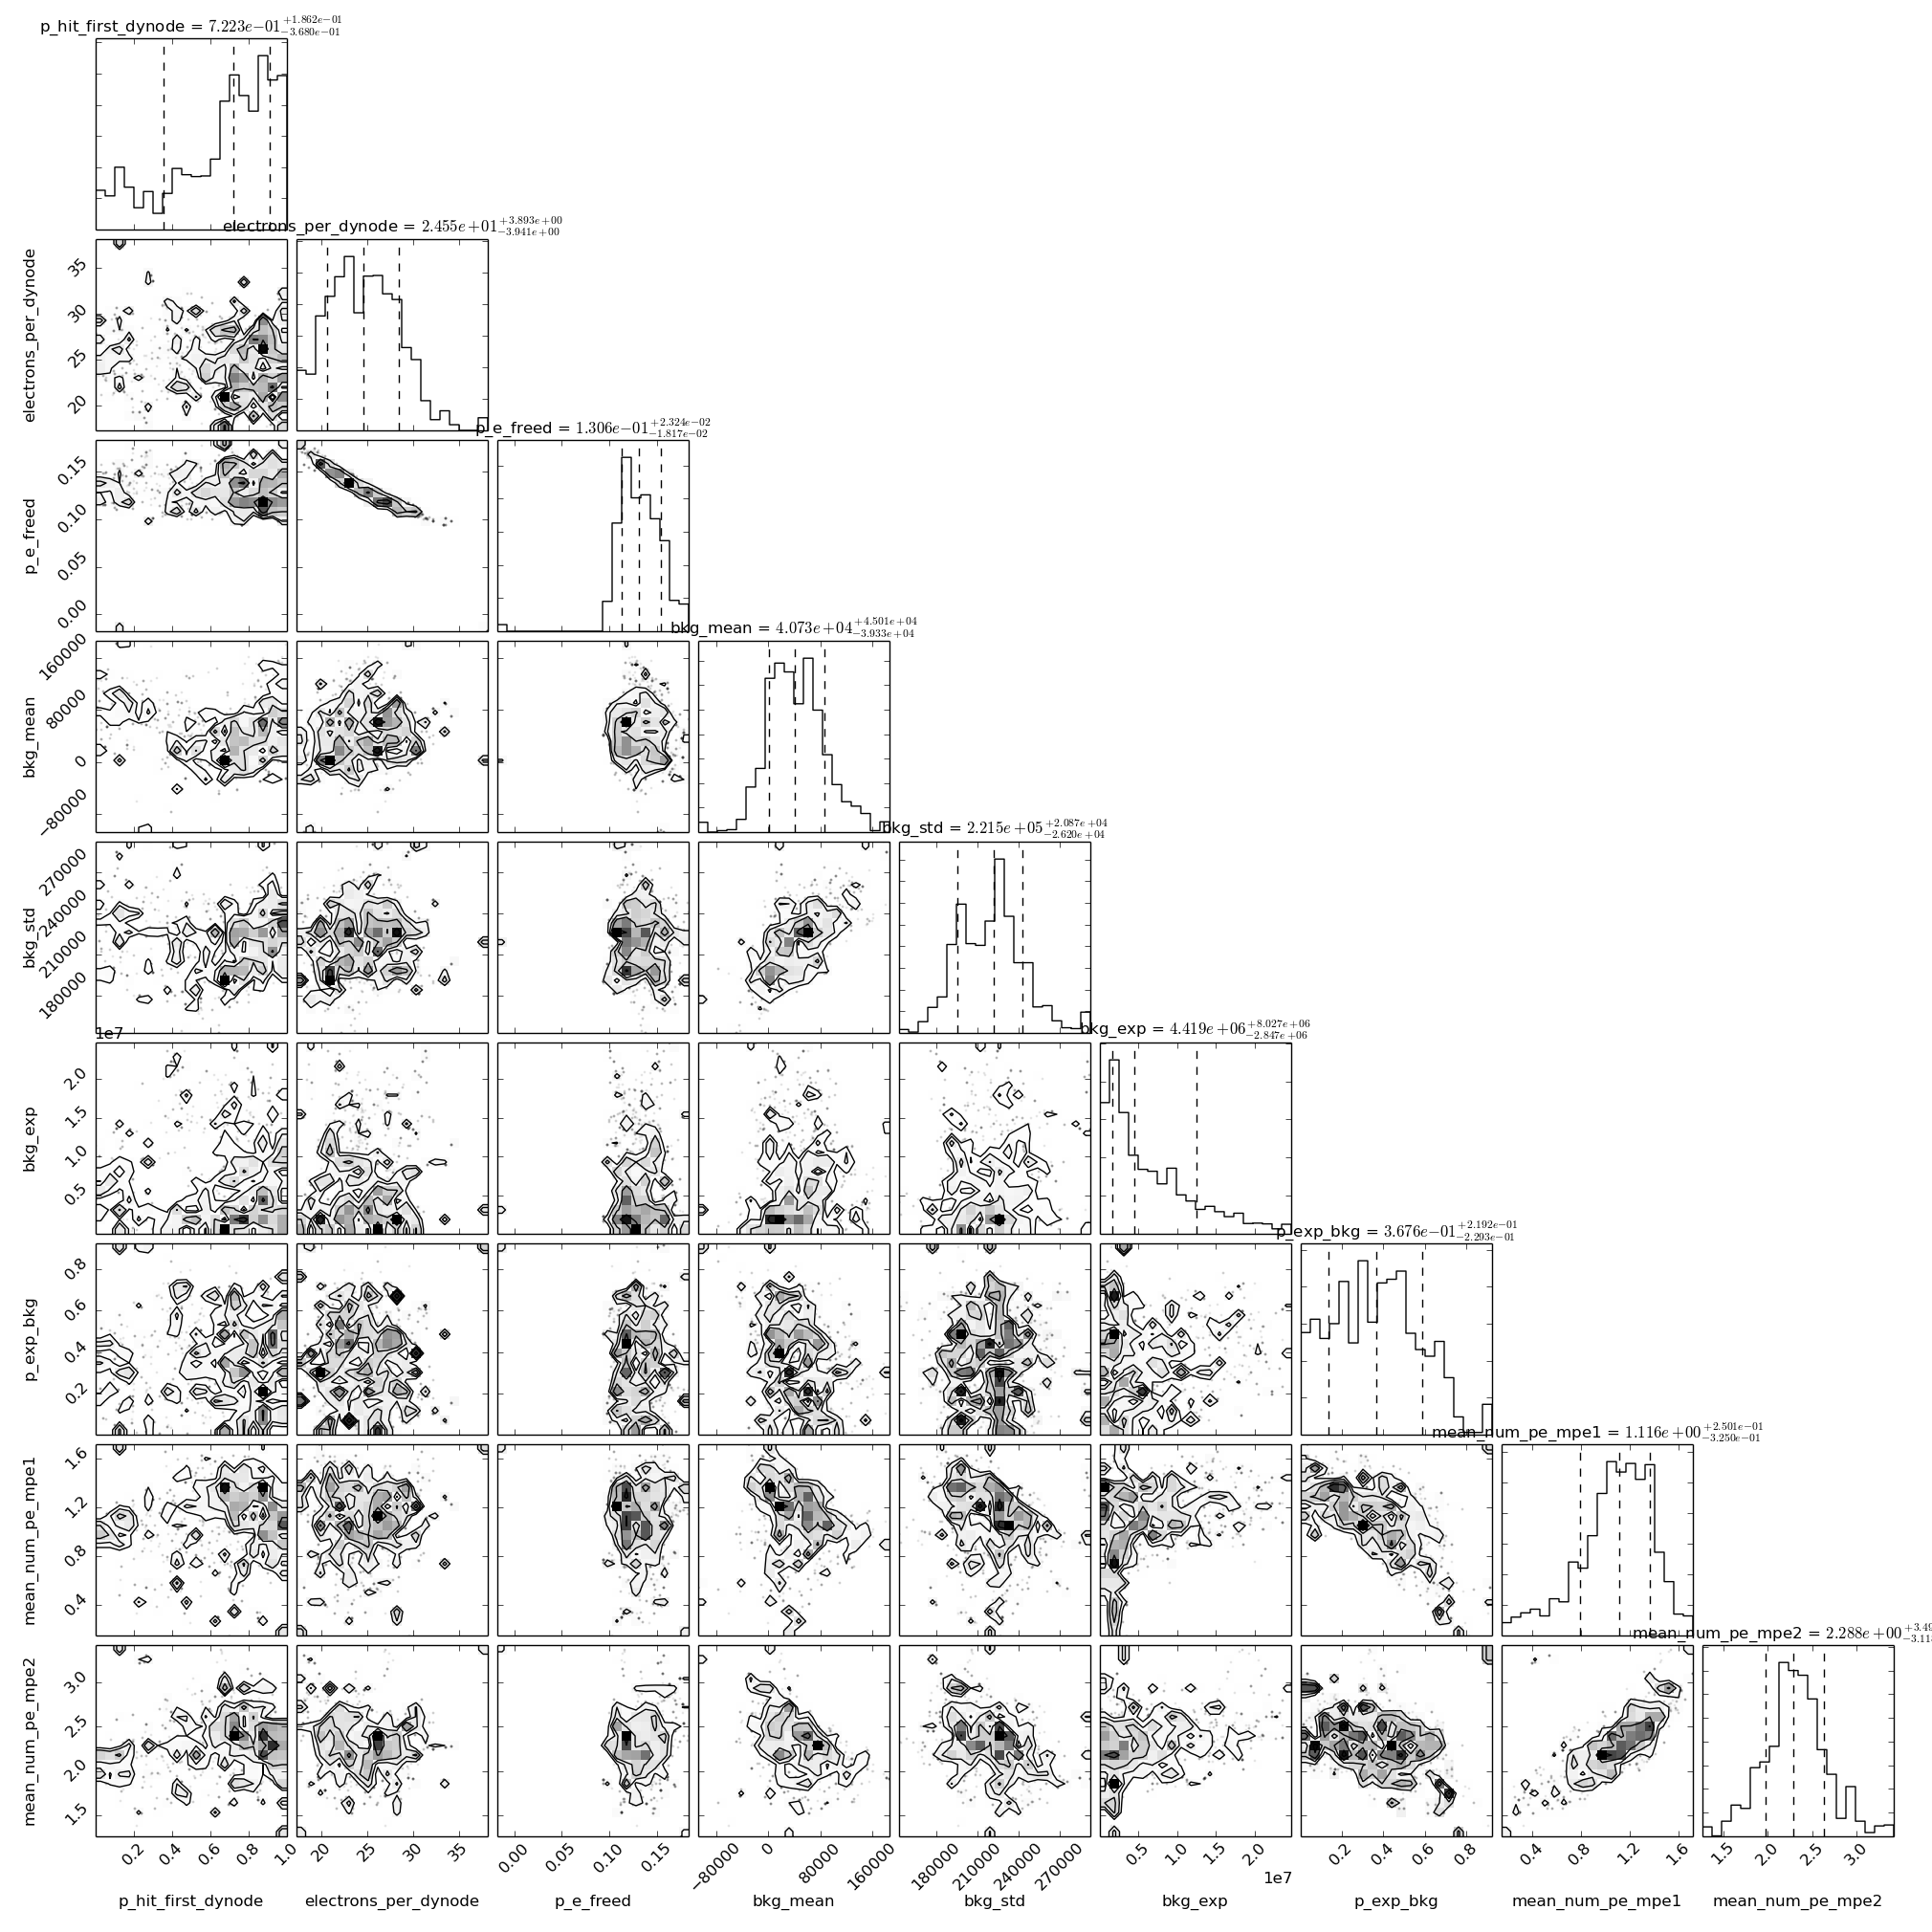 p_hit_first_dynode = 7.223e−01 +1.862e−01 −3.680e−01
electrons_per_dynode = 2.455e+01 +3.893e+00 −3.941e+00
electrons_per_dynode
35
30
25
20
p_e_freed = 1.306e−01 +2.324e−02 −1.817e−02
p_e_freed
0.15
0.10
0.05
0.00
bkg_mean = 4.073e+04 +4.501e+04 −3.933e+04
bkg_mean
160000
80000
0
−80000
bkg_std = 2.215e+05 +2.087e+04 −2.620e+04
bkg_std
270000
240000
210000
180000
1e7
bkg_exp = 4.419e+06 +8.027e+06 −2.847e+06
bkg_exp
2.0
1.5
1.0
0.5
p_exp_bkg = 3.676e−01 +2.192e−01 −2.293e−01
p_exp_bkg
0.8
0.6
0.4
0.2
mean_num_pe_mpe1 = 1.116e+00 +2.501e−01 −3.250e−01
mean_num_pe_mpe1
1.6
1.2
0.8
0.4
mean_num_pe_mpe2 = 2.288e+00
mean_num_pe_mpe2
3.0
2.5
2.0
1.5
0.2 0.4 0.6 0.8 1.0 20 25 30 35 0.00 0.05 0.10 0.15 −80000 0 80000 160000 180000 210000 240000 270000 0.5 1.0 1.5 2.0 0.2 0.4 0.6 0.8 0.4 0.8 1.2 1.6 1.5 2.0 2.5 3.0
1e7
p_hit_first_dynode electrons_per_dynode p_e_freed bkg_mean bkg_std bkg_exp p_exp_bkg mean_num_pe_mpe1 mean_num_pe_mpe2